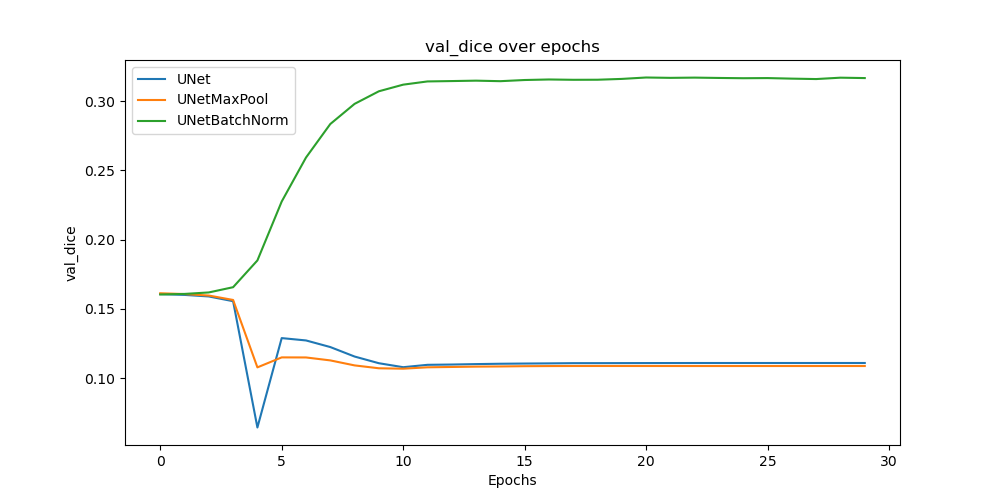 val_dice over epochs
UNet
UNetMaxPool
UNetBatchNorm
val_dice
0.30
0.25
0.20
0.15
0.10
0 5 10 15 20 25 30
Epochs